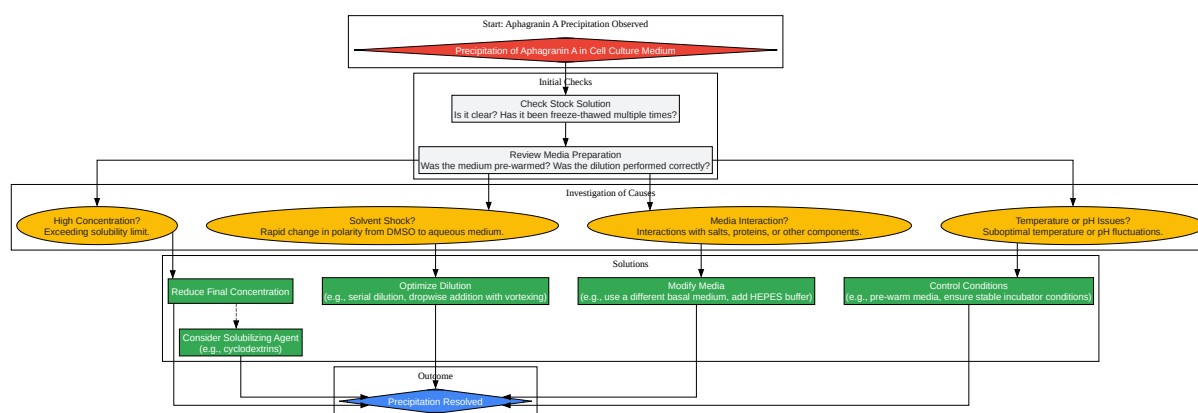 Start: Aphagranin A Precipitation Observed
Precipitation of Aphagranin A in Cell Culture Medium
Initial Checks
Check Stock Solution
Is it clear? Has it been freeze-thawed multiple times?
Review Media Preparation
Was the medium pre-warmed? Was the dilution performed correctly?
Investigation of Causes
High Concentration?
Exceeding solubility limit.
Solvent Shock?
Rapid change in polarity from DMSO to aqueous medium.
Media Interaction?
Interactions with salts, proteins, or other components.
Temperature or pH Issues?
Suboptimal temperature or pH fluctuations.
Solutions
Reduce Final Concentration
Optimize Dilution
(e.g., serial dilution, dropwise addition with vortexing)
Modify Media
(e.g., use a different basal medium, add HEPES buffer)
Control Conditions
(e.g., pre-warm media, ensure stable incubator conditions)
Consider Solubilizing Agent
(e.g., cyclodextrins)
Outcome
Precipitation Resolved